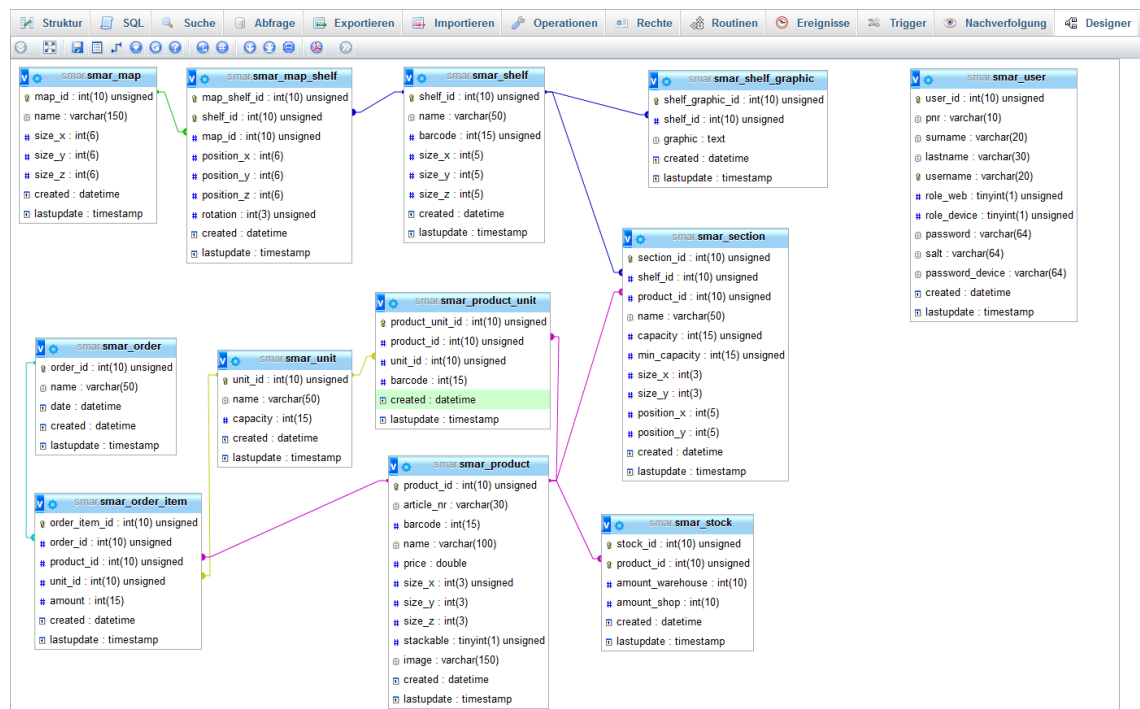 Struktur SQL Suche Abfrage Exportieren Importieren Operationen Rechte Routinen Ereignisse Trigger Nachverfolgung Designer
smar.smar_map
map_id : int(10) unsigned
name : varchar(150)
size_x : int(6)
size_y : int(6)
size_z : int(6)
created : datetime
lastupdate : timestamp
smar.smar_map_shelf
map_shelf_id : int(10) unsigned
shelf_id : int(10) unsigned
map_id : int(10) unsigned
position_x : int(6)
position_y : int(6)
position_z : int(6)
rotation : int(3) unsigned
created : datetime
lastupdate : timestamp
smar.smar_shelf
shelf_id : int(10) unsigned
name : varchar(50)
barcode : int(15) unsigned
size_x : int(5)
size_y : int(5)
size_z : int(5)
created : datetime
lastupdate : timestamp
smar.smar_shelf_graphic
shelf_graphic_id : int(10) unsigned
shelf_id : int(10) unsigned
graphic : text
created : datetime
lastupdate : timestamp
smar.smar_user
user_id : int(10) unsigned
pnr : varchar(10)
surname : varchar(20)
lastname : varchar(30)
username : varchar(20)
role_web : tinyint(1) unsigned
role_device : tinyint(1) unsigned
password : varchar(64)
salt : varchar(64)
password_device : varchar(64)
created : datetime
lastupdate : timestamp
smar.smar_section
section_id : int(10) unsigned
shelf_id : int(10) unsigned
product_id : int(10) unsigned
name : varchar(50)
capacity : int(15) unsigned
min_capacity : int(15) unsigned
size_x : int(3)
size_y : int(3)
position_x : int(5)
position_y : int(5)
created : datetime
lastupdate : timestamp
smar.smar_product_unit
product_unit_id : int(10) unsigned
product_id : int(10) unsigned
unit_id : int(10) unsigned
barcode : int(15)
created : datetime
lastupdate : timestamp
smar.smar_order
order_id : int(10) unsigned
name : varchar(50)
date : datetime
created : datetime
lastupdate : timestamp
smar.smar_unit
unit_id : int(10) unsigned
name : varchar(50)
capacity : int(15)
created : datetime
lastupdate : timestamp
smar.smar_product
product_id : int(10) unsigned
article_nr : varchar(30)
barcode : int(15)
name : varchar(100)
price : double
size_x : int(3) unsigned
size_y : int(3)
size_z : int(3)
stackable : tinyint(1) unsigned
image : varchar(150)
created : datetime
lastupdate : timestamp
smar.smar_order_item
order_item_id : int(10) unsigned
order_id : int(10) unsigned
product_id : int(10) unsigned
unit_id : int(10) unsigned
amount : int(15)
created : datetime
lastupdate : timestamp
smar.smar_stock
stock_id : int(10) unsigned
product_id : int(10) unsigned
amount_warehouse : int(10)
amount_shop : int(10)
created : datetime
lastupdate : timestamp